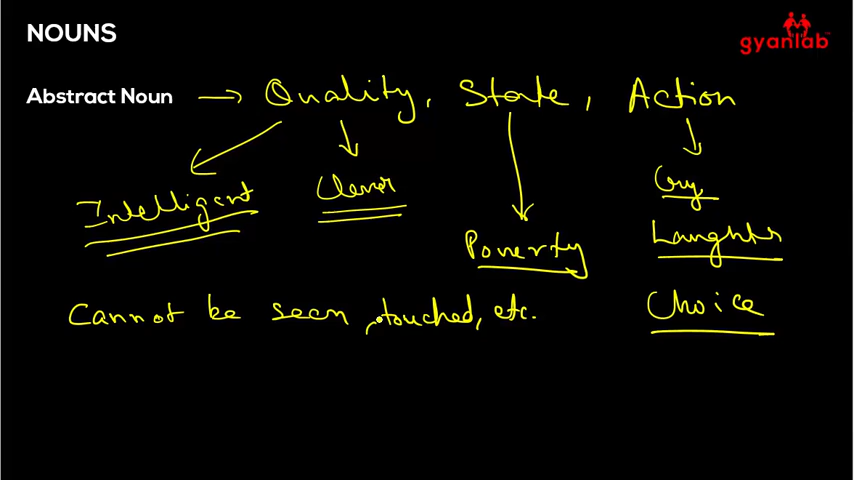 NOUNS
gyanlab
Abstract Noun → Quality, State, Action
Intelligent Clever Cry
Poverty Laughter
Cannot be seen, touched, etc. Choice